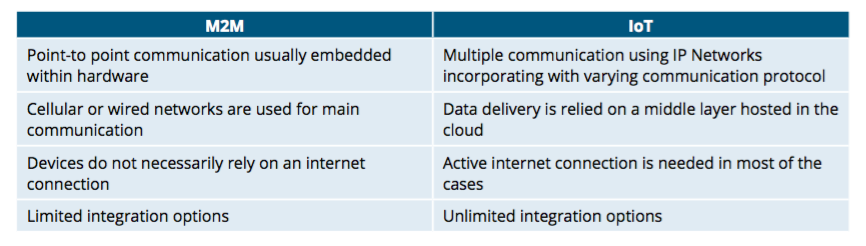 M2M IoT
Point-to point communication usually embedded Multiple communication using IP Networks
within hardware incorporating with varying communication protocol
Cellular or wired networks are used for main Data delivery is relied on a middle layer hosted in the
communication cloud
Devices do not necessarily rely on an internet Active internet connection is needed in most of the
connection cases
Limited integration options Unlimited integration options